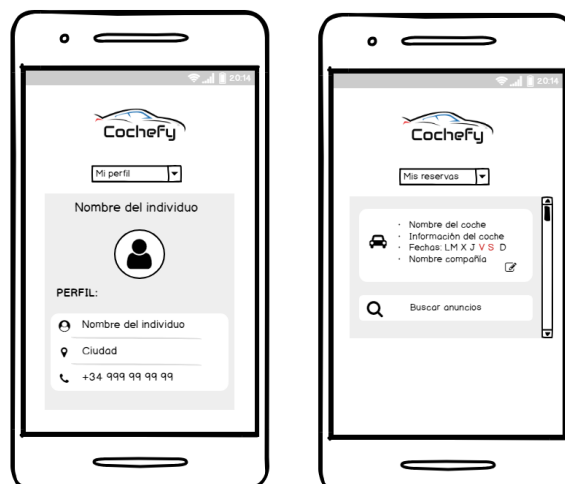 20:14
Cochefy
Mi perfil
Nombre del individuo
PERFIL:
Nombre del individuo
Ciudad
+34 999 99 99 99
20:14
Cochefy
Mis reservas
· Nombre del coche
· Información del coche
· Fechas: LM X J V S D
· Nombre compañía
Buscar anuncios